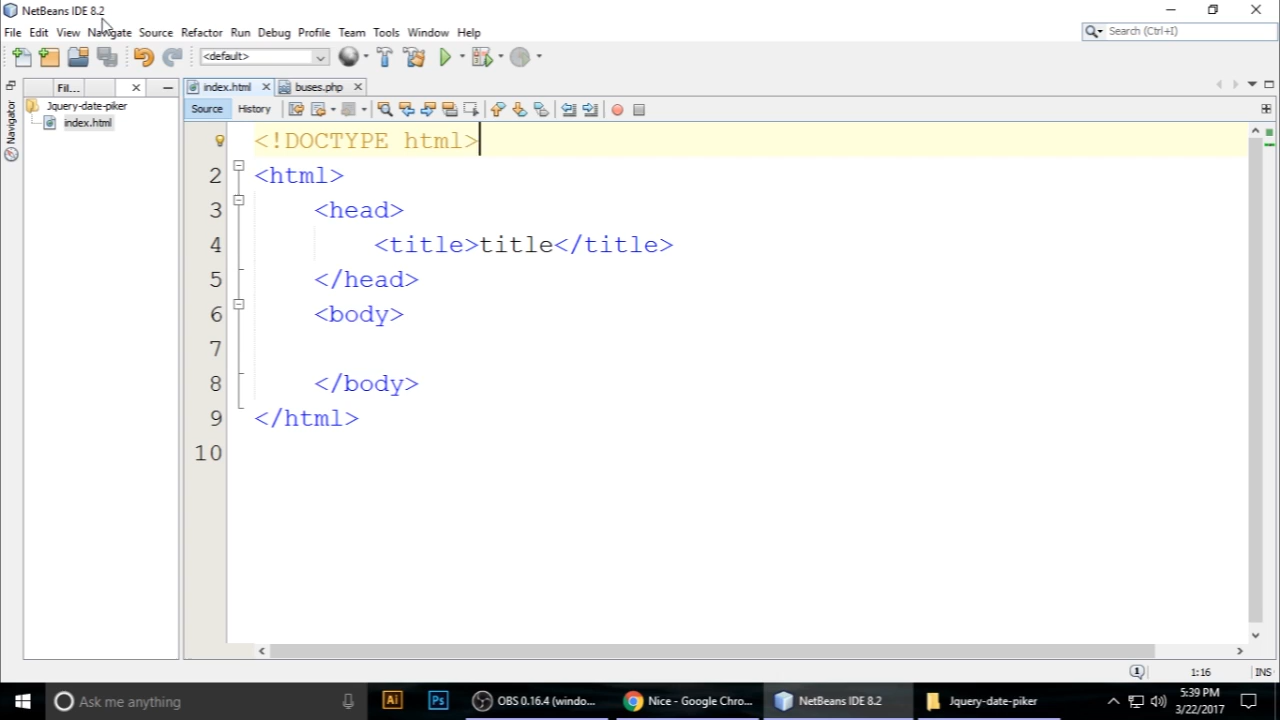 NetBeans IDE 8.2
File Edit View Navigate Source Refactor Run Debug Profile Team Tools Window Help
Search (Ctrl+I)
<default>
Fil...
index.html
buses.php
Navigator
Jquery-date-piker
index.html
Source History
<!DOCTYPE html>
2 <html>
3 <head>
4 <title>title</title>
5 </head>
6 <body>
7
8 </body>
9 </html>
10
1
1:16
INS
Ask me anything
Ai
Ps
OBS 0.16.4 (windo...
Nice - Google Chro...
NetBeans IDE 8.2
Jquery-date-piker
5:39 PM
3/22/2017